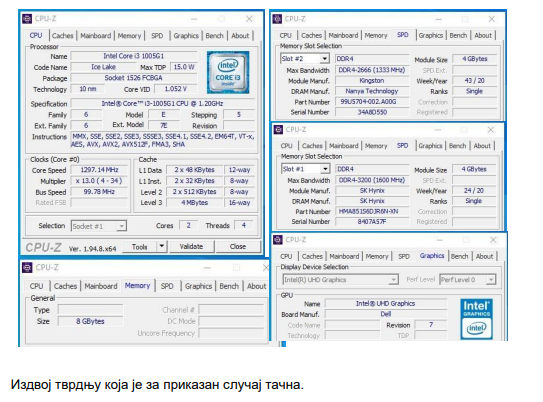 CPU-Z
CPU Caches Mainboard Memory SPD Graphics Bench About
Processor
Name Intel Core i3 1005G1
Code Name Ice Lake Max TDP 15.0 W
Package Socket 1526 FCBGA
Technology 10 nm Core VID 1.052 V
intel
CORE i3
Specification Intel® Core™ i3-1005G1 CPU @ 1.20GHz
Family 6 Model E Stepping 5
Ext. Family 6 Ext. Model 7E Revision
Instructions MMX, SSE, SSE2, SSE3, SSSE3, SSE4.1, SSE4.2, EM64T, VT-x,
AES, AVX, AVX2, AVX512F, FMA3, SHA
Clocks (Core #0)
Core Speed 1297.14 MHz
Multiplier x 13.0 ( 4 - 34 )
Bus Speed 99.78 MHz
Rated FSB
Cache
L1 Data 2 x 48 KBytes 12-way
L1 Inst. 2 x 32 KBytes 8-way
Level 2 2 x 512 KBytes 8-way
Level 3 4 MBytes 16-way
Selection Socket #1 Cores 2 Threads 4
CPU-Z Ver. 1.94.8.x64 Tools Validate Close
CPU-Z
CPU Caches Mainboard Memory SPD Graphics Bench About
General
Type Channel #
Size 8 GBytes DC Mode
Uncore Frequency
CPU-Z
CPU Caches Mainboard Memory SPD Graphics Bench About
Memory Slot Selection
Slot #2 DDR4 Module Size 4 GBytes
Max Bandwidth DDR4-2666 (1333 MHz) SPD Ext.
Module Manuf. Kingston Week/Year 43 / 20
DRAM Manuf. Nanya Technology Ranks Single
Part Number 99U5704-002.A00G Correction
Serial Number 34A8D550 Registered
CPU-Z
CPU Caches Mainboard Memory SPD Graphics Bench About
Memory Slot Selection
Slot #1 DDR4 Module Size 4 GBytes
Max Bandwidth DDR4-3200 (1600 MHz) SPD Ext.
Module Manuf. SK Hynix Week/Year 24 / 20
DRAM Manuf. SK Hynix Ranks Single
Part Number HMA851S6DJR6N-XN Correction
Serial Number 8407A57F Registered
CPU-Z
CPU Caches Mainboard Memory SPD Graphics Bench About
Display Device Selection
Intel(R) UHD Graphics Perf Level Perf Level 0
GPU
Name Intel® UHD Graphics
Board Manuf. Dell
Code Name Revision 7
Technology TDP
Intel
GRAPHICS
intel
Издвој тврдњу која је за приказан случај тачна.